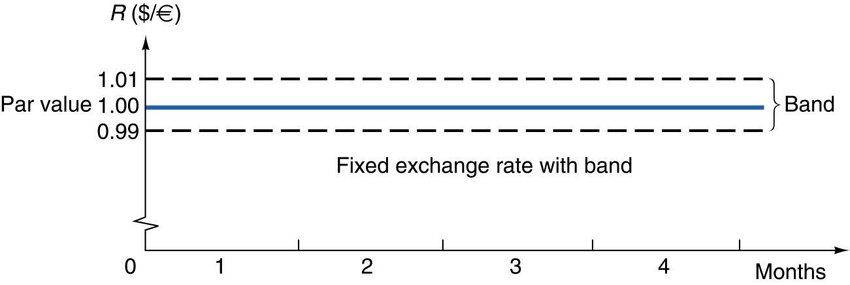 R ($/€)
1.01
Par value 1.00
Band
0.99
Fixed exchange rate with band
0 1 2 3 4 Months